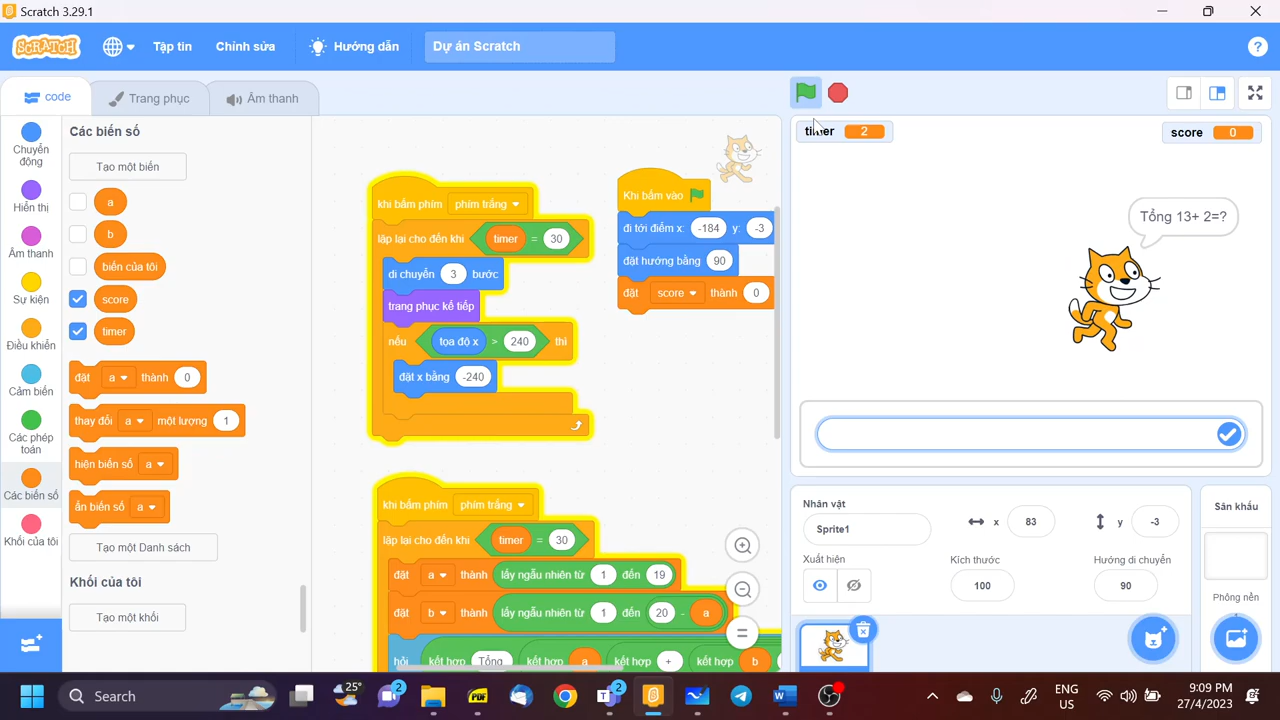 Scratch 3.29.1
SCRATCH
Tập tin
Chỉnh sửa
Hướng dẫn
Dự án Scratch
code
Trang phục
Âm thanh
Các biến số
Tạo một biến
a
b
biến của tôi
score
timer
đặt a thành 0
thay đổi a một lượng 1
hiện biến số a
ẩn biến số a
Tạo một Danh sách
Khối của tôi
Tạo một khối
Chuyển động
Hiển thị
Âm thanh
Sự kiện
Điều khiển
Cảm biến
Các phép toán
Các biến số
Khối của tôi
khi bấm phím phím trắng
lặp lại cho đến khi timer = 30
di chuyển 3 bước
trang phục kế tiếp
nếu tọa độ x > 240 thì
đặt x bằng -240
Khi bấm vào
đi tới điểm x: -184 y: -3
đặt hướng bằng 90
đặt score thành 0
khi bấm phím phím trắng
lặp lại cho đến khi timer = 30
đặt a thành lấy ngẫu nhiên từ 1 đến 19
đặt b thành lấy ngẫu nhiên từ 1 đến 20 - a
hỏi kết hợp Tổng kết hợp a kết hợp + kết hợp b
timer 2
score 0
Tổng 13+ 2=?
Nhân vật
Sprite1
x 83
y -3
Xuất hiện
Kích thước
100
Hướng di chuyển
90
Sân khấu
Phông nền
Search
25°
2
PDF
2
ENG
US
9:09 PM
27/4/2023